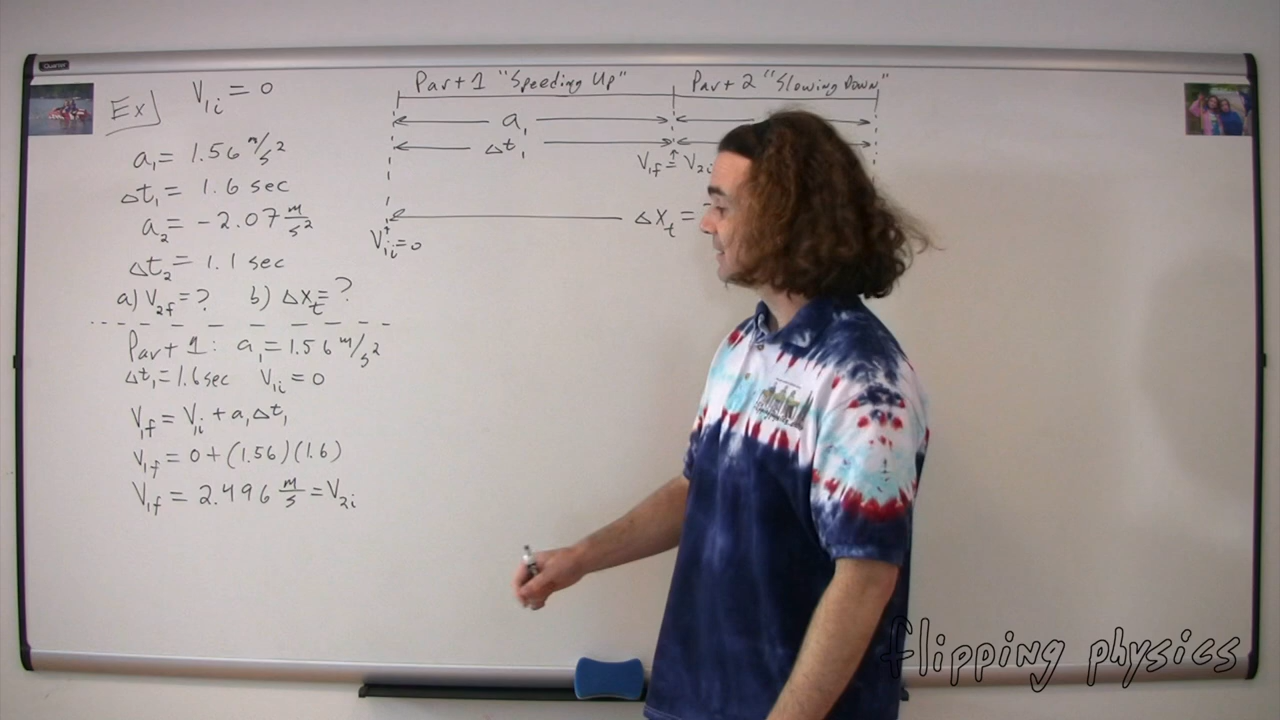 Quartet
Ex) V₁ᵢ = 0
a₁ = 1.56 m/s²
Δt₁ = 1.6 sec
a₂ = -2.07 m/s²
Δt₂ = 1.1 sec
a) V₂f = ? b) Δxₜ = ?
Part 1: a₁ = 1.56 m/s²
Δt₁ = 1.6 sec V₁ᵢ = 0
V₁f = V₁ᵢ + a₁Δt₁
V₁f = 0 + (1.56)(1.6)
V₁f = 2.496 m/s = V₂ᵢ
Part 1 "Speeding Up" Part 2 "Slowing Down"
a₁
Δt₁
V₁f = V₂ᵢ
Δxₜ =
V₁ᵢ = 0
flipping physics